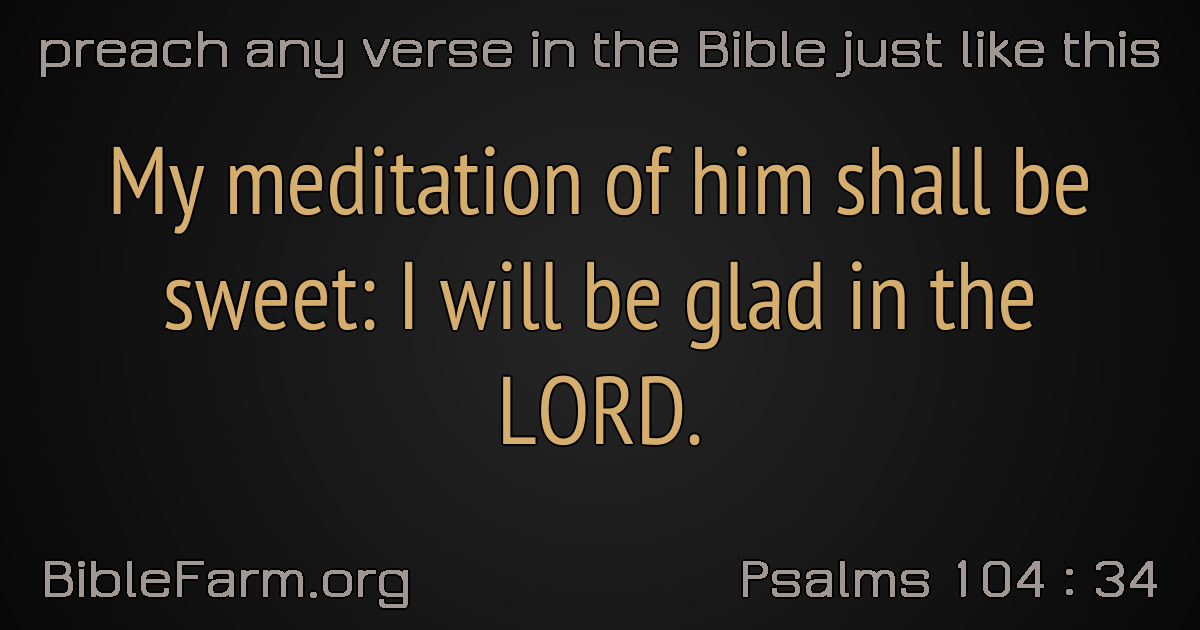 preach any verse in the Bible just like this
My meditation of him shall be
sweet: I will be glad in the
LORD.
BibleFarm.org
Psalms 104 : 34